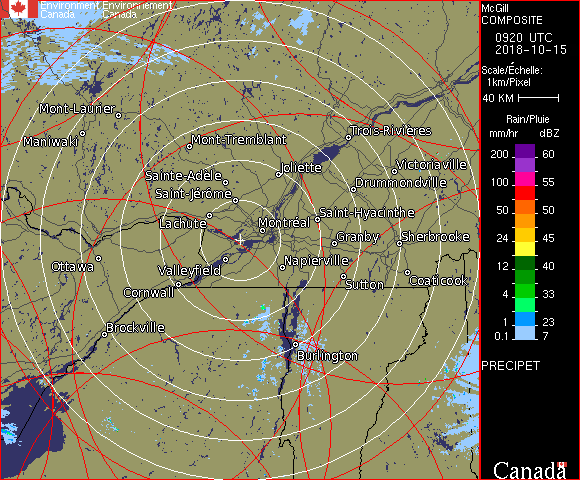 Environment Environnement
Canada Canada
McGill
COMPOSITE
0920 UTC
2018-10-15
Scale/Échelle:
1km/Pixel
40 KM
Rain/Pluie
mm/hr dBZ
200 60
155
100 55
50 50
24 45
12 40
33
4 30
1 23
0.1 7
PRECIPET
Canada
Mont-Laurier
Maniwaki
Mont-Tremblant
Trois-Rivières
Joliette
Victoriaville
Sainte-Adèle
Drummondville
Saint-Jérôme
Lachute
Montréal
Saint-Hyacinthe
Granby
Sherbrooke
Ottawa
Valleyfield
Napierville
Cornwall
Sutton
Coaticook
Brockville
Burlington